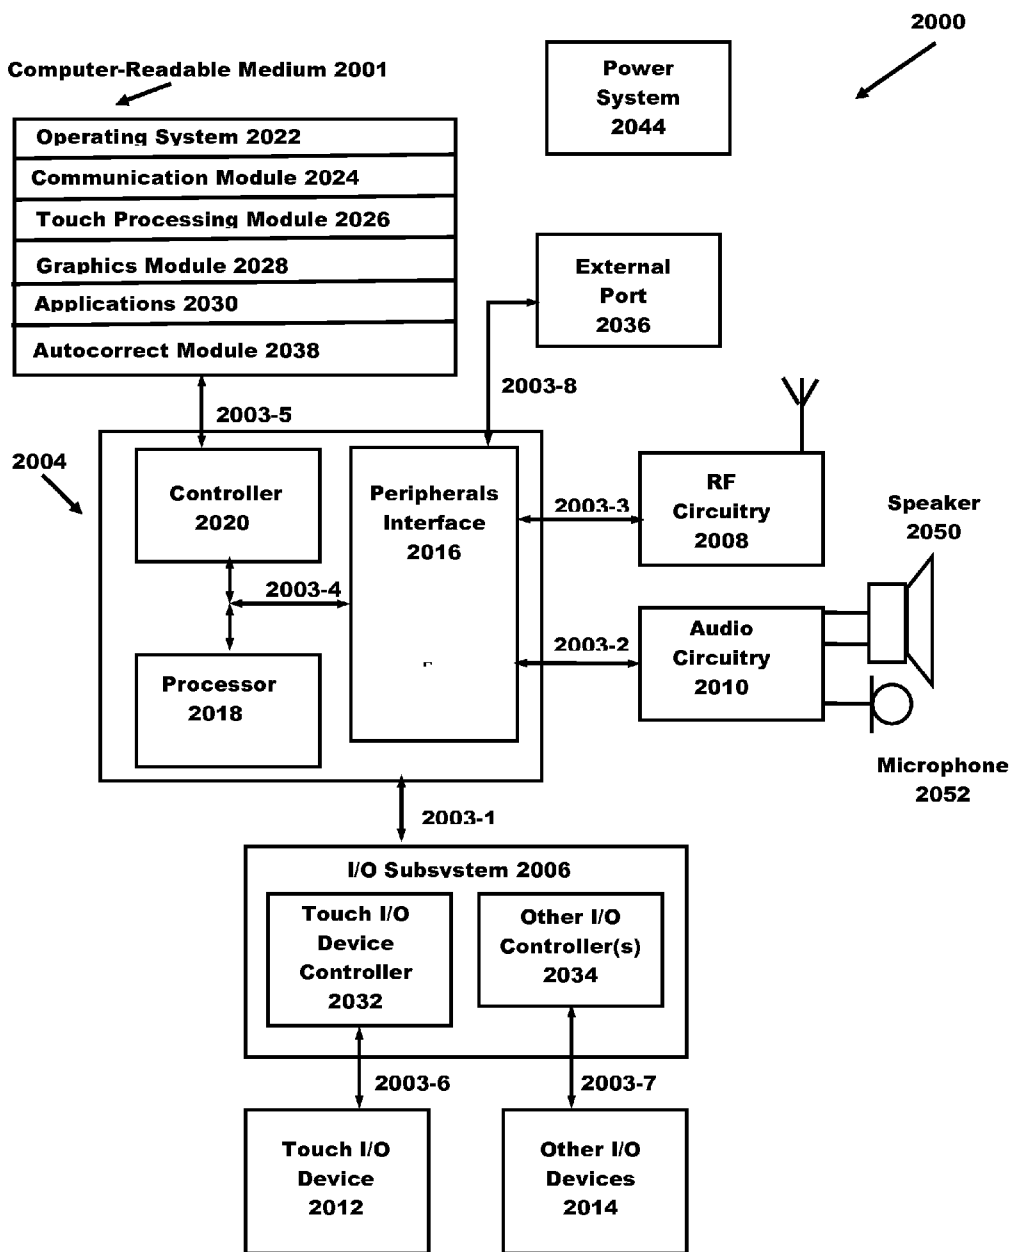 2000
Computer-Readable Medium 2001
Power
System
2044
Operating System 2022
Communication Module 2024
Touch Processing Module 2026
Graphics Module 2028
Applications 2030
Autocorrect Module 2038
External
Port
2036
2003-8
2003-5
2004
Controller
2020
Peripherals
Interface
2016
2003-3
RF
Circuitry
2008
Speaker
2050
2003-4
2003-2
Audio
Circuitry
2010
Processor
2018
Microphone
2052
2003-1
I/O Subsystem 2006
Touch I/O
Device
Controller
2032
Other I/O
Controller(s)
2034
2003-6
2003-7
Touch I/O
Device
2012
Other I/O
Devices
2014